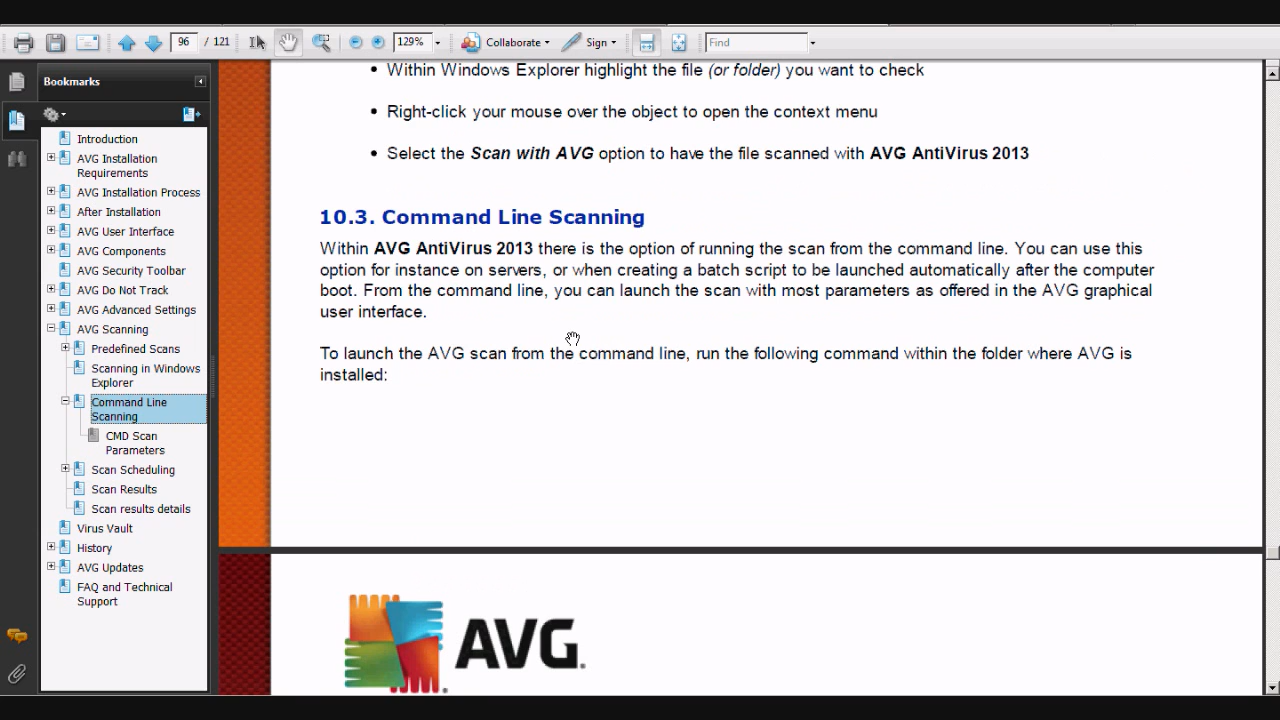 96 / 121 129% Collaborate Sign Find
Bookmarks
Introduction
AVG Installation
Requirements
AVG Installation Process
After Installation
AVG User Interface
AVG Components
AVG Security Toolbar
AVG Do Not Track
AVG Advanced Settings
AVG Scanning
Predefined Scans
Scanning in Windows
Explorer
Command Line
Scanning
CMD Scan
Parameters
Scan Scheduling
Scan Results
Scan results details
Virus Vault
History
AVG Updates
FAQ and Technical
Support
• Within Windows Explorer highlight the file (or folder) you want to check
• Right-click your mouse over the object to open the context menu
• Select the Scan with AVG option to have the file scanned with AVG AntiVirus 2013
10.3. Command Line Scanning
Within AVG AntiVirus 2013 there is the option of running the scan from the command line. You can use this
option for instance on servers, or when creating a batch script to be launched automatically after the computer
boot. From the command line, you can launch the scan with most parameters as offered in the AVG graphical
user interface.
To launch the AVG scan from the command line, run the following command within the folder where AVG is
installed:
AVG.